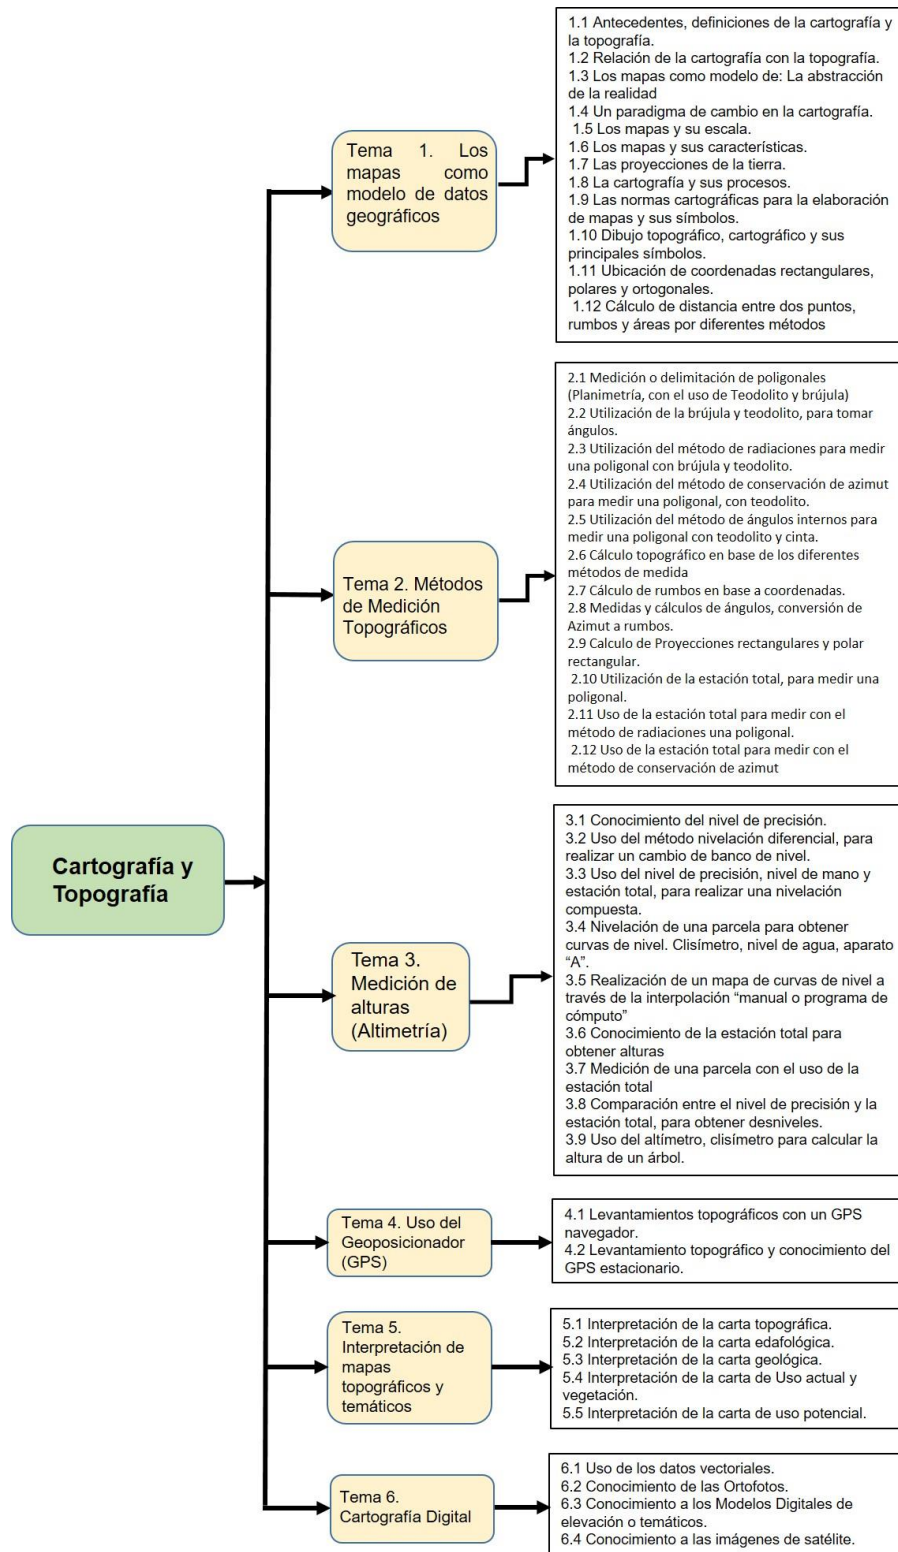 Cartografía y
Topografía
Tema 1. Los
mapas como
modelo de datos
geográficos
1.1 Antecedentes, definiciones de la cartografía y
la topografía.
1.2 Relación de la cartografía con la topografía.
1.3 Los mapas como modelo de: La abstracción
de la realidad
1.4 Un paradigma de cambio en la cartografía.
1.5 Los mapas y su escala.
1.6 Los mapas y sus características.
1.7 Las proyecciones de la tierra.
1.8 La cartografía y sus procesos.
1.9 Las normas cartográficas para la elaboración
de mapas y sus símbolos.
1.10 Dibujo topográfico, cartográfico y sus
principales símbolos.
1.11 Ubicación de coordenadas rectangulares,
polares y ortogonales.
1.12 Cálculo de distancia entre dos puntos,
rumbos y áreas por diferentes métodos
Tema 2. Métodos
de Medición
Topográficos
2.1 Medición o delimitación de poligonales
(Planimetría, con el uso de Teodolito y brújula)
2.2 Utilización de la brújula y teodolito, para tomar
ángulos.
2.3 Utilización del método de radiaciones para medir
una poligonal con brújula y teodolito.
2.4 Utilización del método de conservación de azimut
para medir una poligonal, con teodolito.
2.5 Utilización del método de ángulos internos para
medir una poligonal con teodolito y cinta.
2.6 Cálculo topográfico en base de los diferentes
métodos de medida
2.7 Cálculo de rumbos en base a coordenadas.
2.8 Medidas y cálculos de ángulos, conversión de
Azimut a rumbos.
2.9 Calculo de Proyecciones rectangulares y polar
rectangular.
2.10 Utilización de la estación total, para medir una
poligonal.
2.11 Uso de la estación total para medir con el
método de radiaciones una poligonal.
2.12 Uso de la estación total para medir con el
método de conservación de azimut
Tema 3.
Medición de
alturas
(Altimetría)
3.1 Conocimiento del nivel de precisión.
3.2 Uso del método nivelación diferencial, para
realizar un cambio de banco de nivel.
3.3 Uso del nivel de precisión, nivel de mano y
estación total, para realizar una nivelación
compuesta.
3.4 Nivelación de una parcela para obtener
curvas de nivel. Clisímetro, nivel de agua, aparato
“A”.
3.5 Realización de un mapa de curvas de nivel a
través de la interpolación “manual o programa de
cómputo”
3.6 Conocimiento de la estación total para
obtener alturas
3.7 Medición de una parcela con el uso de la
estación total
3.8 Comparación entre el nivel de precisión y la
estación total, para obtener desniveles.
3.9 Uso del altímetro, clisímetro para calcular la
altura de un árbol.
Tema 4. Uso del
Geoposicionador
(GPS)
4.1 Levantamientos topográficos con un GPS
navegador.
4.2 Levantamiento topográfico y conocimiento del
GPS estacionario.
Tema 5.
Interpretación de
mapas
topográficos y
temáticos
5.1 Interpretación de la carta topográfica.
5.2 Interpretación de la carta edafológica.
5.3 Interpretación de la carta geológica.
5.4 Interpretación de la carta de Uso actual y
vegetación.
5.5 Interpretación de la carta de uso potencial.
Tema 6.
Cartografía Digital
6.1 Uso de los datos vectoriales.
6.2 Conocimiento de las Ortofotos.
6.3 Conocimiento a los Modelos Digitales de
elevación o temáticos.
6.4 Conocimiento a las imágenes de satélite.